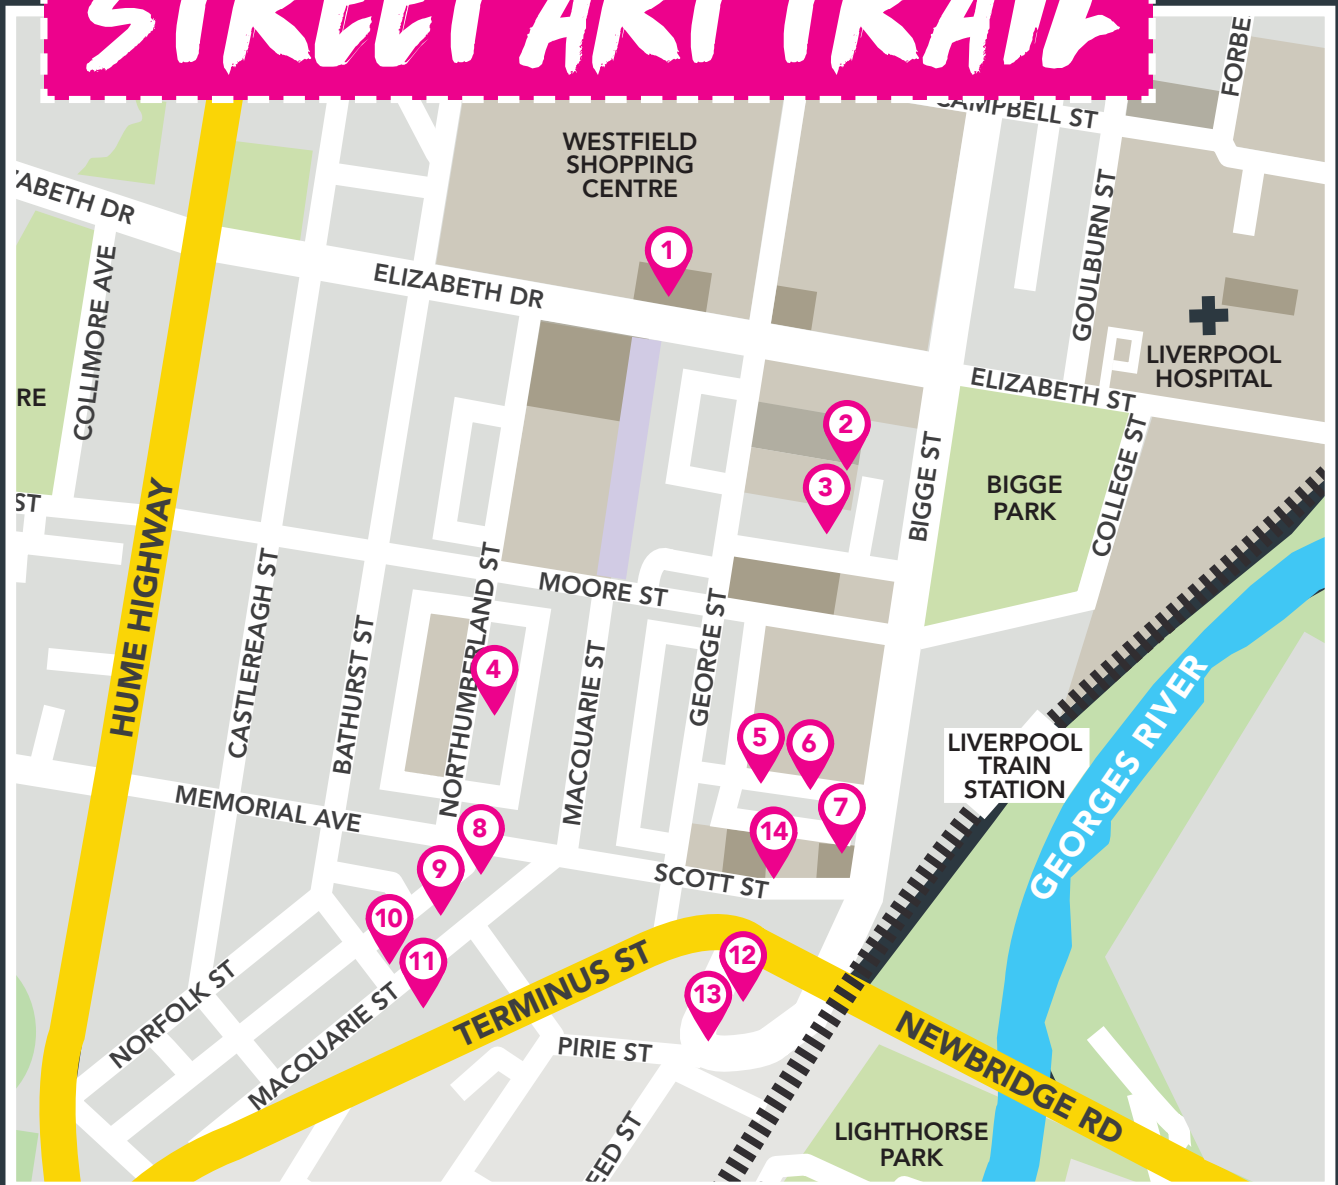 STREET ART TRAIL
CAMPBELL ST
WESTFIELD
SHOPPING
CENTRE
1
ELIZABETH DR
COLLIMORE AVE
GOULBURN ST
LIVERPOOL
HOSPITAL
ELIZABETH ST
RE
2
3
BIGGE ST
BIGGE
PARK
COLLEGE ST
ST
HUME HIGHWAY
CASTLEREAGH ST
BATHURST ST
NORTHUMBERLAND ST
MOORE ST
MACQUARIE ST
GEORGE ST
4
5
6
7
14
LIVERPOOL
TRAIN
STATION
GEORGES RIVER
MEMORIAL AVE
8
9
10
11
SCOTT ST
12
13
NORFOLK ST
MACQUARIE ST
TERMINUS ST
PIRIE ST
NEWBRIDGE RD
LIGHTHORSE
PARK